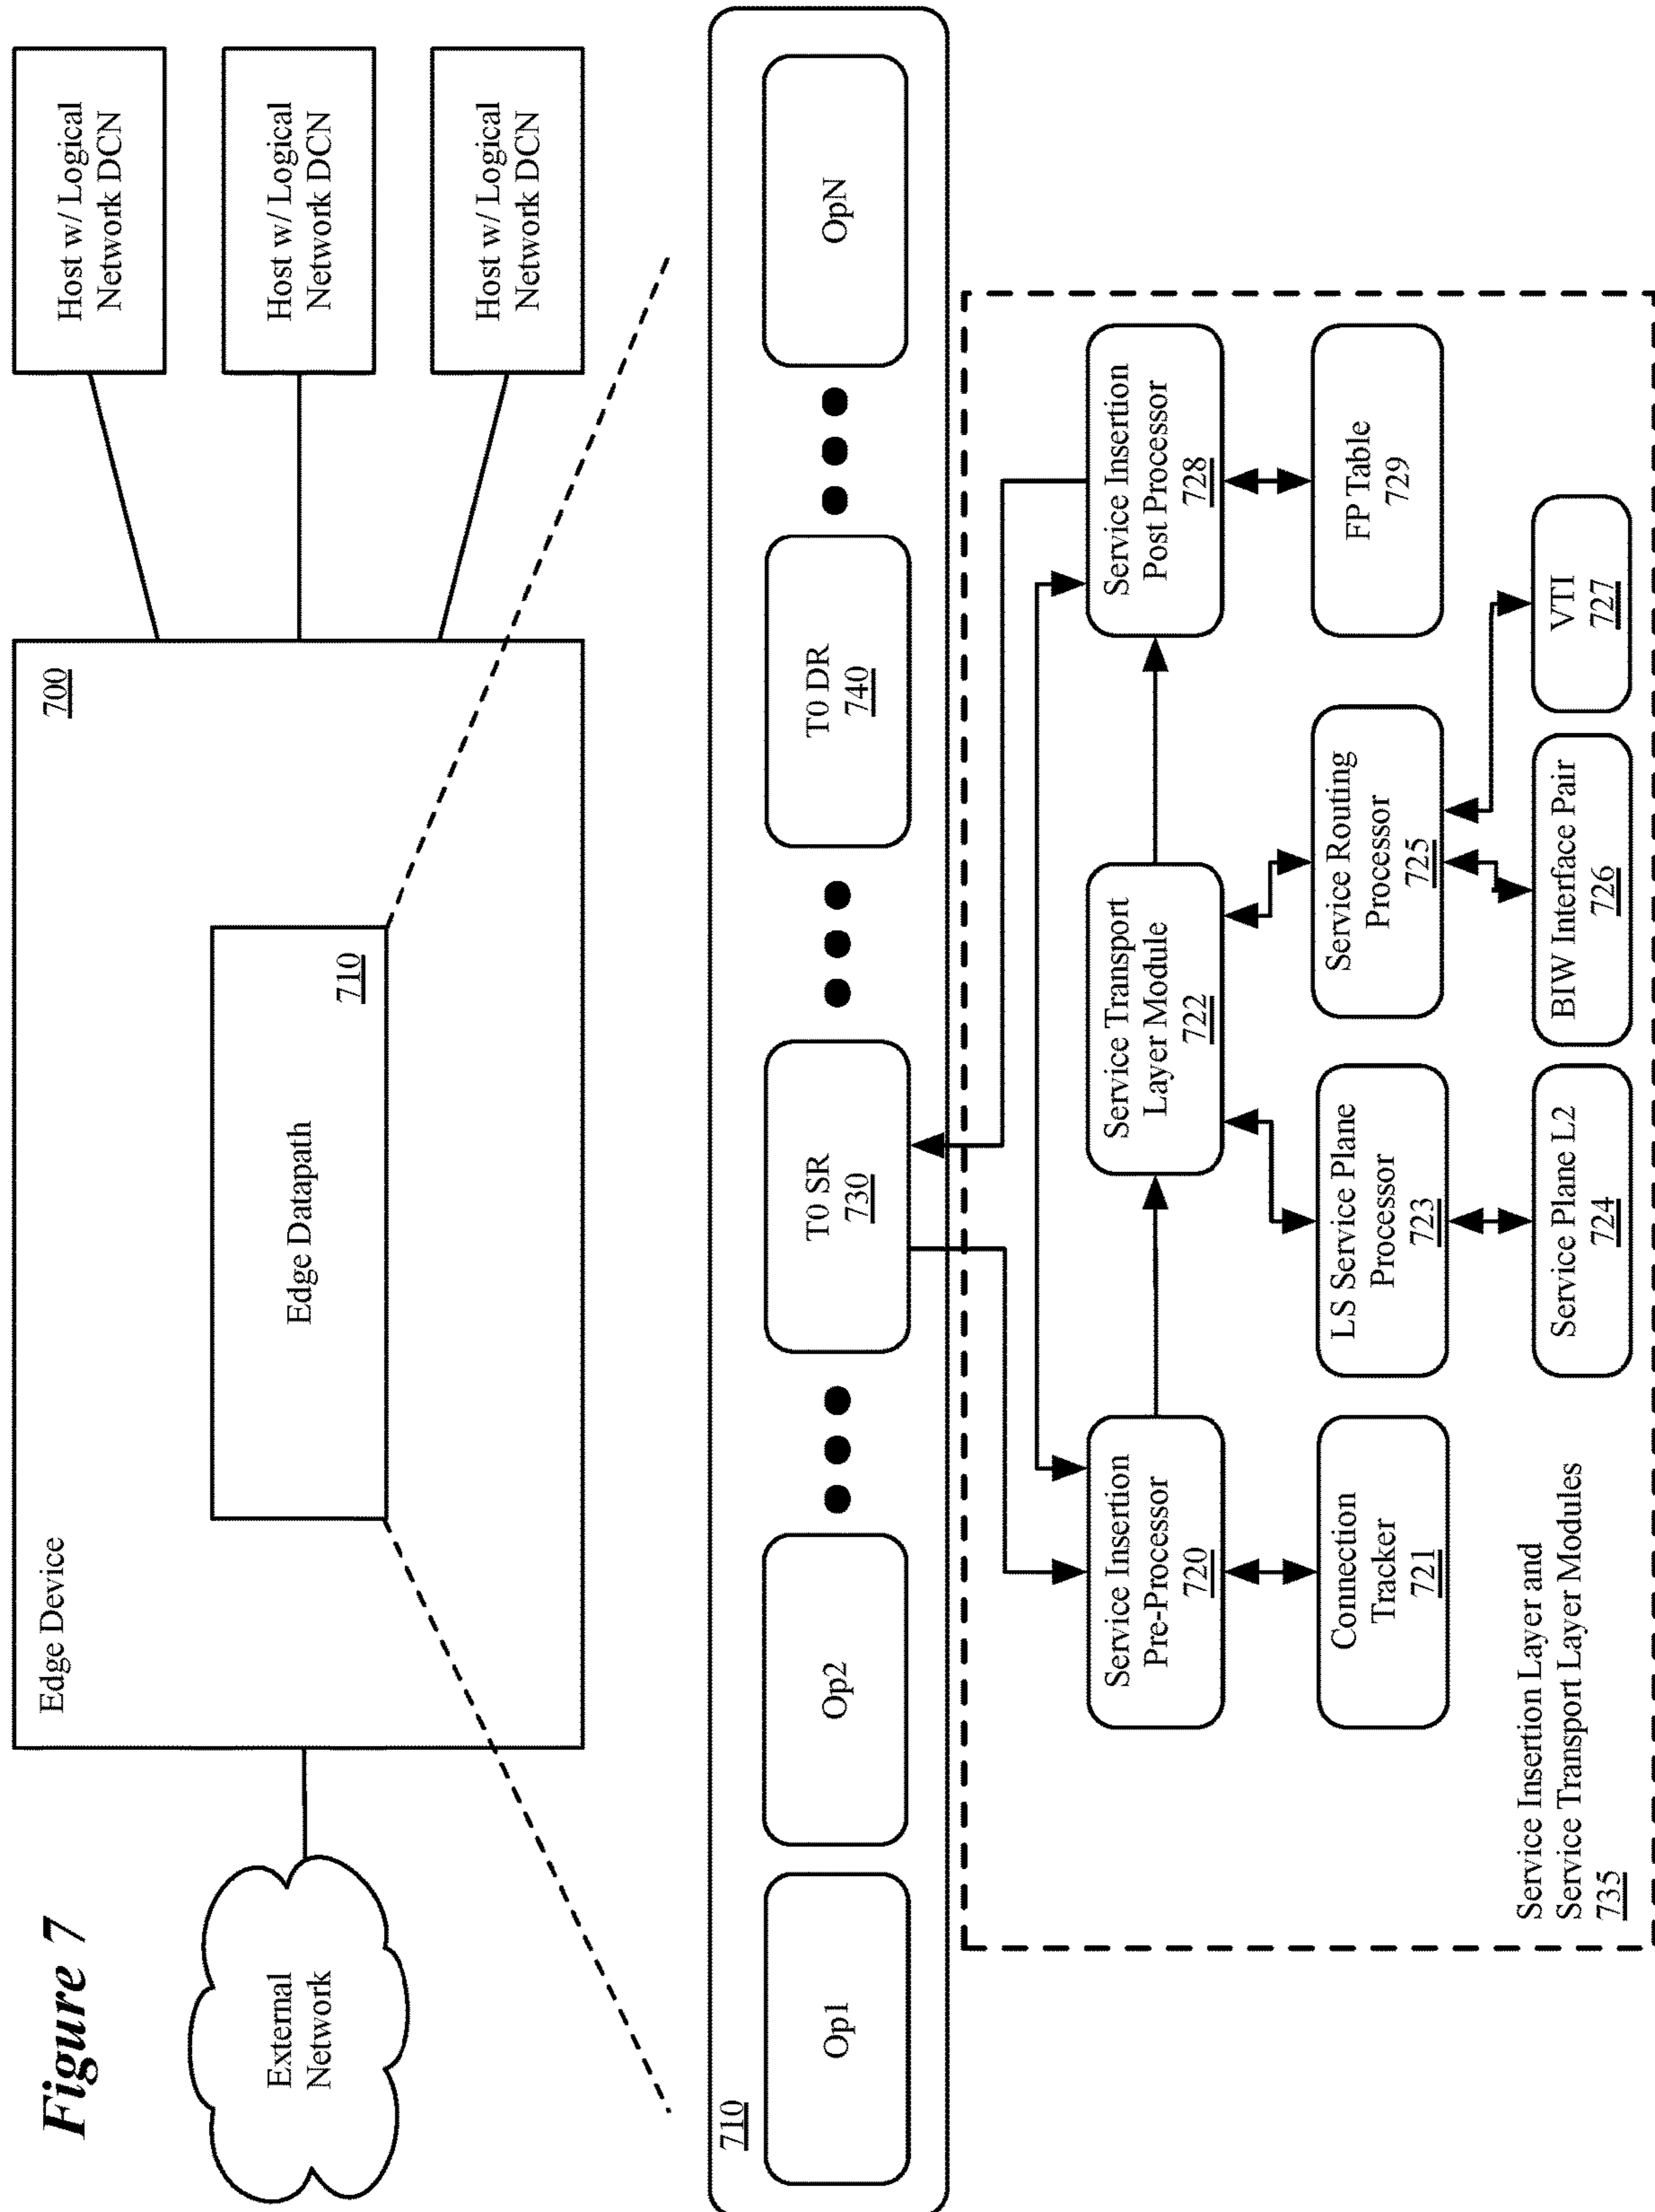 Figure 7
External
Network
Edge Device
700
Edge Datapath
710
Host w/ Logical
Network DCN
Host w/ Logical
Network DCN
Host w/ Logical
Network DCN
710
Op1
Op2
T0 SR
730
T0 DR
740
OpN
Service Insertion
Pre-Processor
720
Service Transport
Layer Module
722
Service Insertion
Post Processor
728
Connection
Tracker
721
LS Service Plane
Processor
723
Service Routing
Processor
725
FP Table
729
Service Plane L2
724
BIW Interface Pair
726
VTI
727
Service Insertion Layer and
Service Transport Layer Modules
735